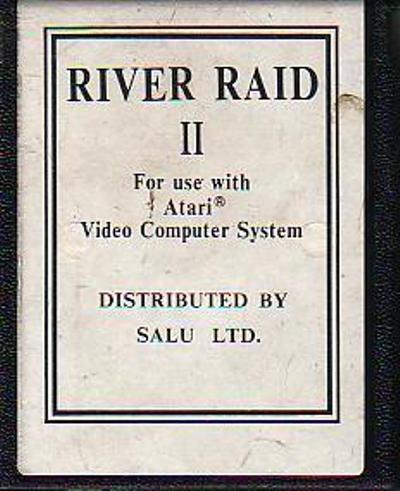 RIVER RAID
II
For use with
Atari®
Video Computer System
DISTRIBUTED BY
SALU LTD.